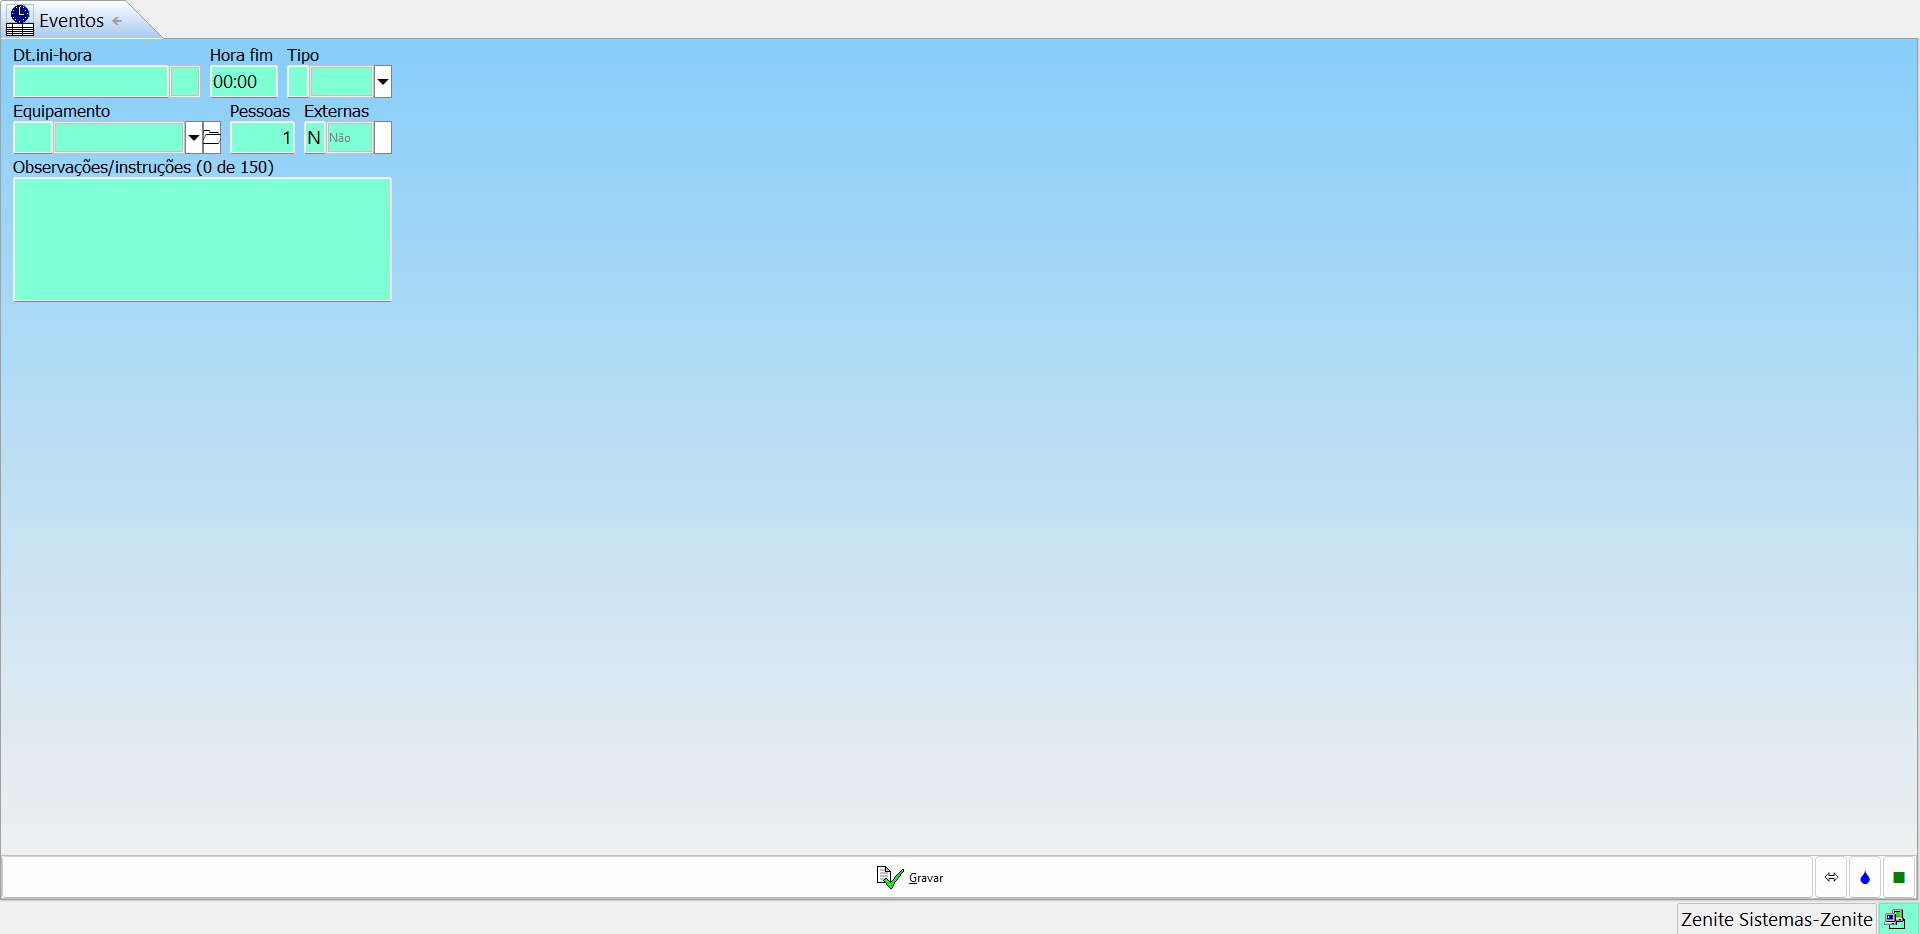 Eventos
Dt.ini-hora Hora fim Tipo
00:00
Equipamento Pessoas Externas
1 N Não
Observações/instruções (0 de 150)
Gravar
Zenite Sistemas-Zenite